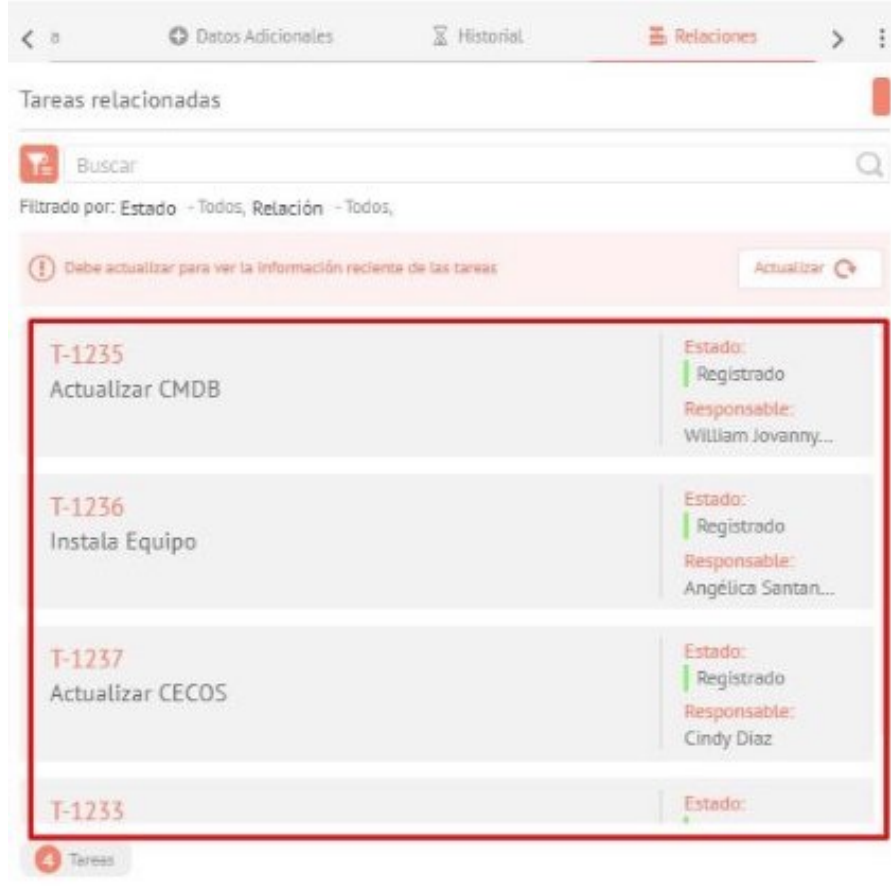 a Datos Adicionales Historial Relaciones
Tareas relacionadas
Buscar
Filtrado por: Estado - Todos, Relación - Todos,
Debe actualizar para ver la información reciente de las tareas Actualizar
T-1235
Actualizar CMDB
Estado:
Registrado
Responsable:
William Jovanny...
T-1236
Instala Equipo
Estado:
Registrado
Responsable:
Angélica Santan...
T-1237
Actualizar CECOS
Estado:
Registrado
Responsable:
Cindy Diaz
T-1233
Estado:
4 Tareas